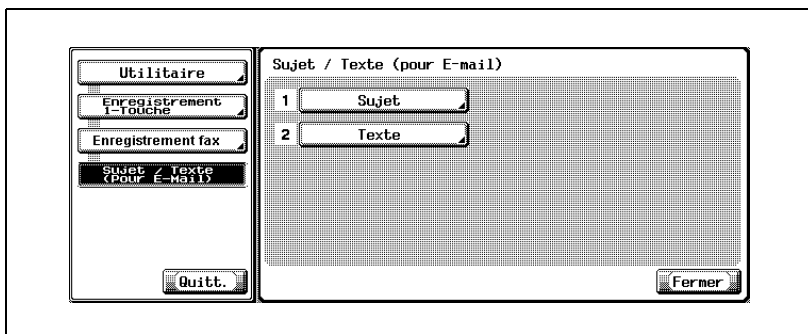 Utilitaire
Enregistrement
1-Touche
Enregistrement fax
Sujet / Texte
(Pour E-Mail)
Quitt.
Sujet / Texte (pour E-mail)
1 Sujet
2 Texte
Fermer